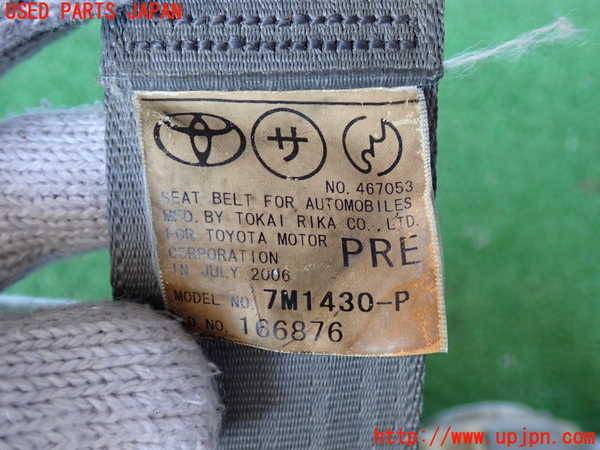 USED PARTS JAPAN
サ
NO. 467053
SEAT BELT FOR AUTOMOBILES
MFD. BY TOKAI RIKA CO., LTD.
FOR TOYOTA MOTOR
CORPORATION
PRE
IN JULY 2006
MODEL NO. 7M1430-P
D NO. 166876
http://www.upjpn.com/